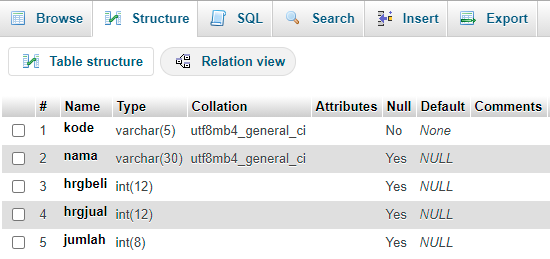 Browse Structure SQL Search Insert Export
Table structure Relation view
# Name Type Collation Attributes Null Default Comments
1 kode varchar(5) utf8mb4_general_ci No None
2 nama varchar(30) utf8mb4_general_ci Yes NULL
3 hrgbeli int(12) Yes NULL
4 hrgjual int(12) Yes NULL
5 jumlah int(8) Yes NULL